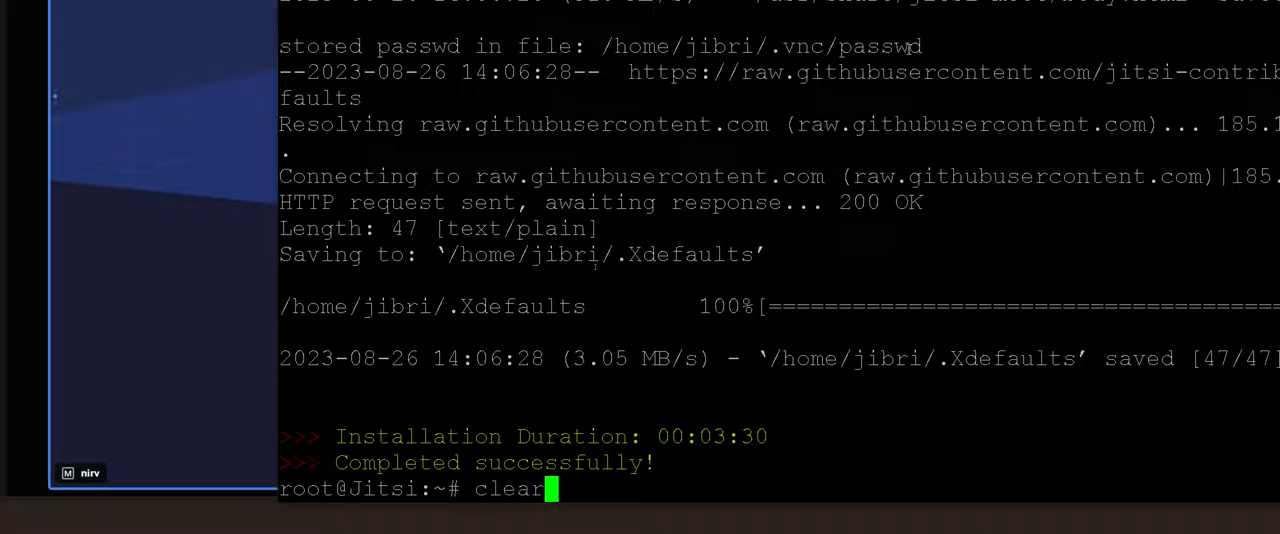 stored passwd in file: /home/jibri/.vnc/passwd
--2023-08-26 14:06:28-- https://raw.githubusercontent.com/jitsi-contrib
faults
Resolving raw.githubusercontent.com (raw.githubusercontent.com)... 185.1
.
Connecting to raw.githubusercontent.com (raw.githubusercontent.com)|185.
HTTP request sent, awaiting response... 200 OK
Length: 47 [text/plain]
Saving to: ‘/home/jibri/.Xdefaults’
/home/jibri/.Xdefaults 100%[=====================================
2023-08-26 14:06:28 (3.05 MB/s) - ‘/home/jibri/.Xdefaults’ saved [47/47]
>>> Installation Duration: 00:03:30
>>> Completed successfully!
M nirv
root@Jitsi:~# clear